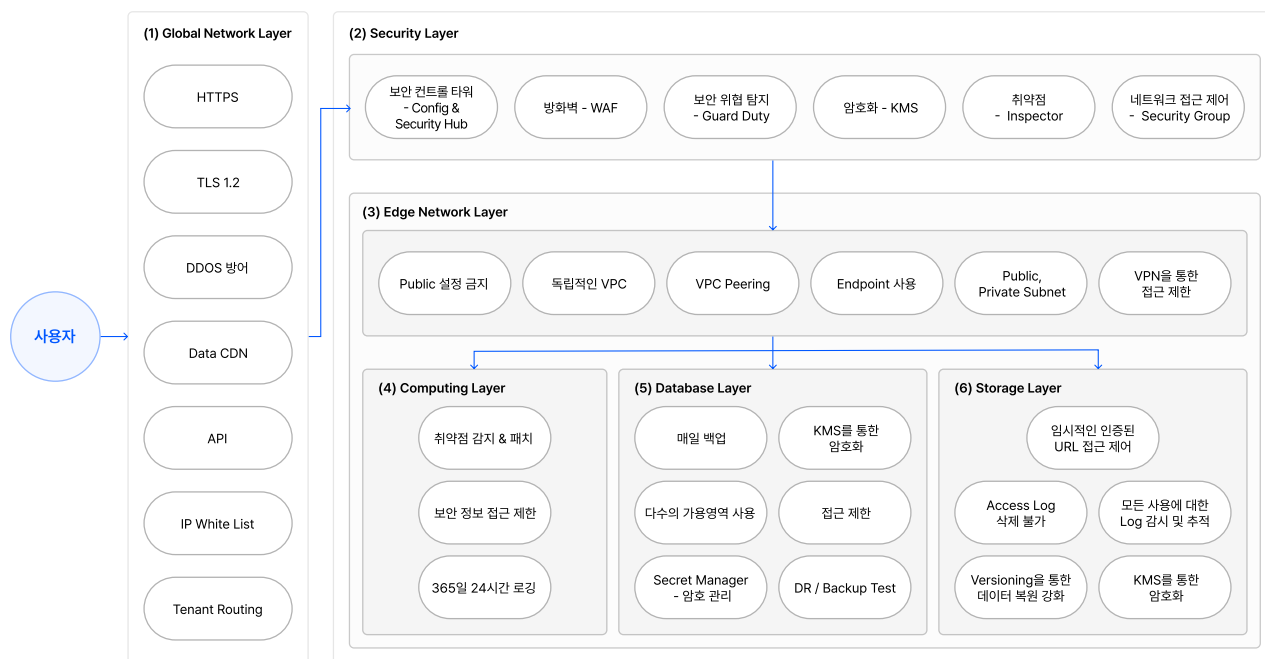 사용자
(1) Global Network Layer
HTTPS
TLS 1.2
DDOS 방어
Data CDN
API
IP White List
Tenant Routing
(2) Security Layer
보안 컨트롤 타워
- Config &
Security Hub
방화벽 - WAF
보안 위협 탐지
- Guard Duty
암호화 - KMS
취약점
- Inspector
네트워크 접근 제어
- Security Group
(3) Edge Network Layer
Public 설정 금지
독립적인 VPC
VPC Peering
Endpoint 사용
Public,
Private Subnet
VPN을 통한
접근 제한
(4) Computing Layer
취약점 감지 & 패치
보안 정보 접근 제한
365일 24시간 로깅
(5) Database Layer
매일 백업
KMS를 통한
암호화
다수의 가용영역 사용
접근 제한
Secret Manager
- 암호 관리
DR / Backup Test
(6) Storage Layer
임시적인 인증된
URL 접근 제어
Access Log
삭제 불가
모든 사용에 대한
Log 감시 및 추적
Versioning을 통한
데이터 복원 강화
KMS를 통한
암호화